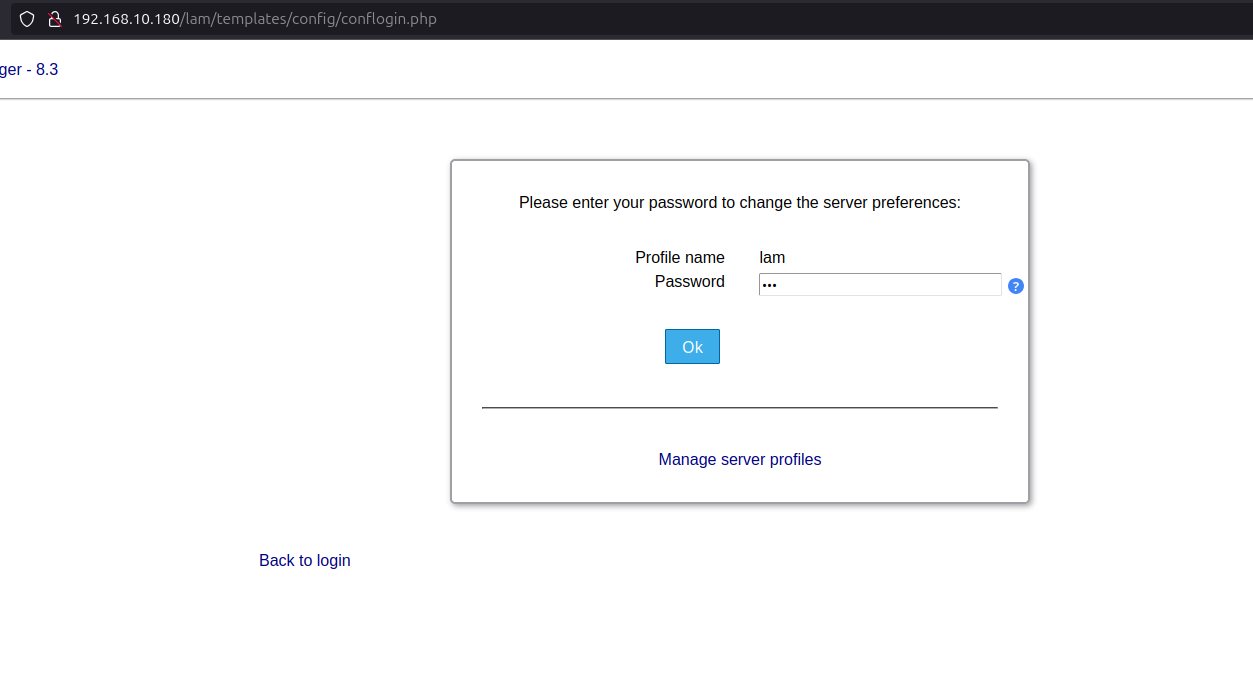 192.168.10.180/lam/templates/config/conflogin.php
ger - 8.3
Please enter your password to change the server preferences:
Profile name lam
Password •••
?
Ok
Manage server profiles
Back to login